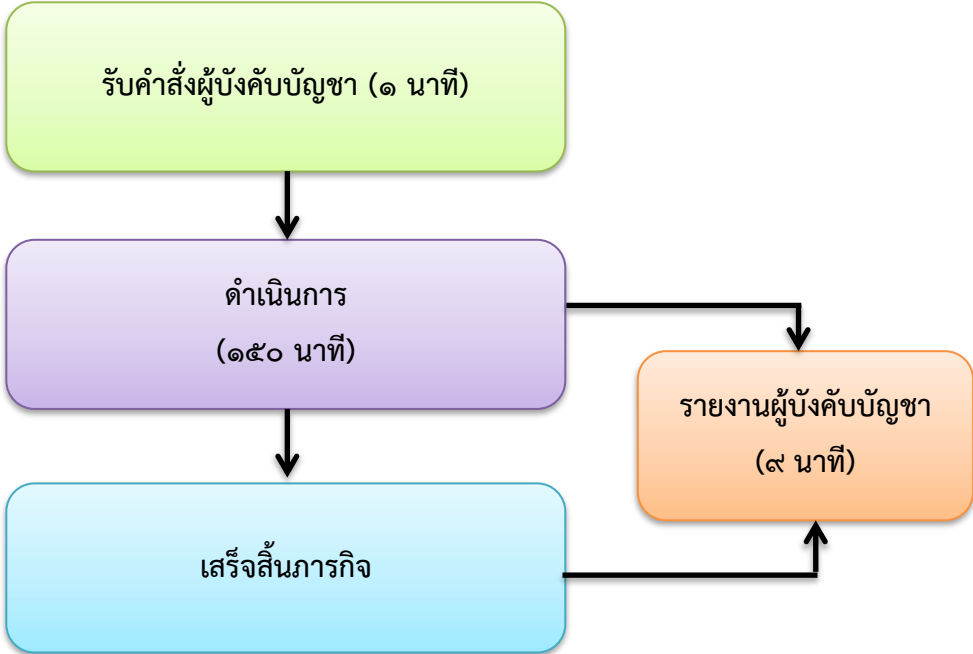 รับคำสั่งผู้บังคับบัญชา (๑ นาที)
ดำเนินการ
(๑๕๐ นาที)
รายงานผู้บังคับบัญชา
(๙ นาที)
เสร็จสิ้นภารกิจ